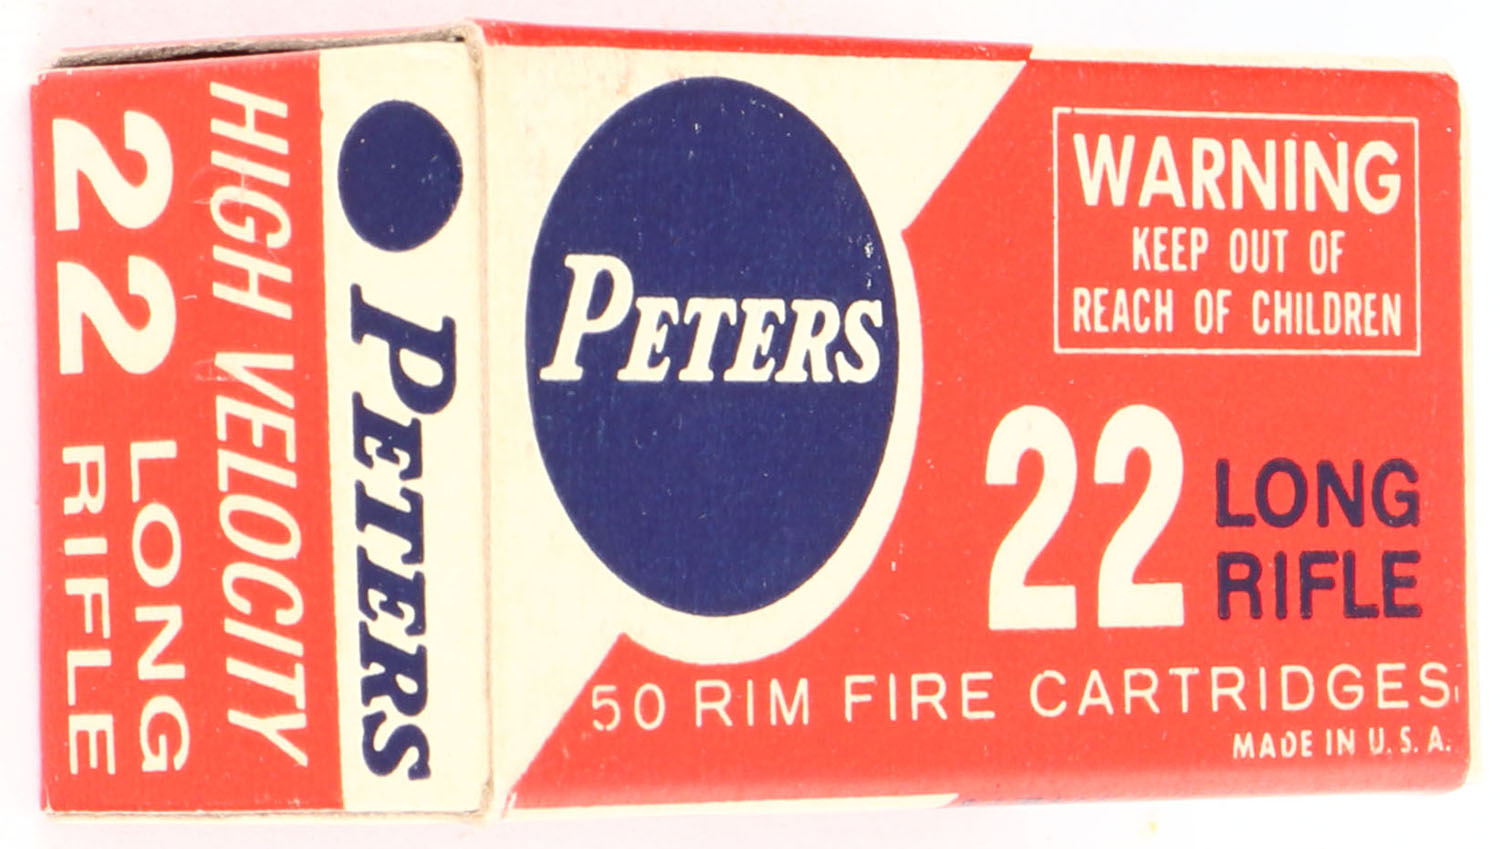 PETERS
WARNING
KEEP OUT OF
REACH OF CHILDREN
22 LONG
RIFLE
50 RIM FIRE CARTRIDGES
MADE IN U.S.A.
PETERS
HIGH VELOCITY
22 LONG
22 RIFLE